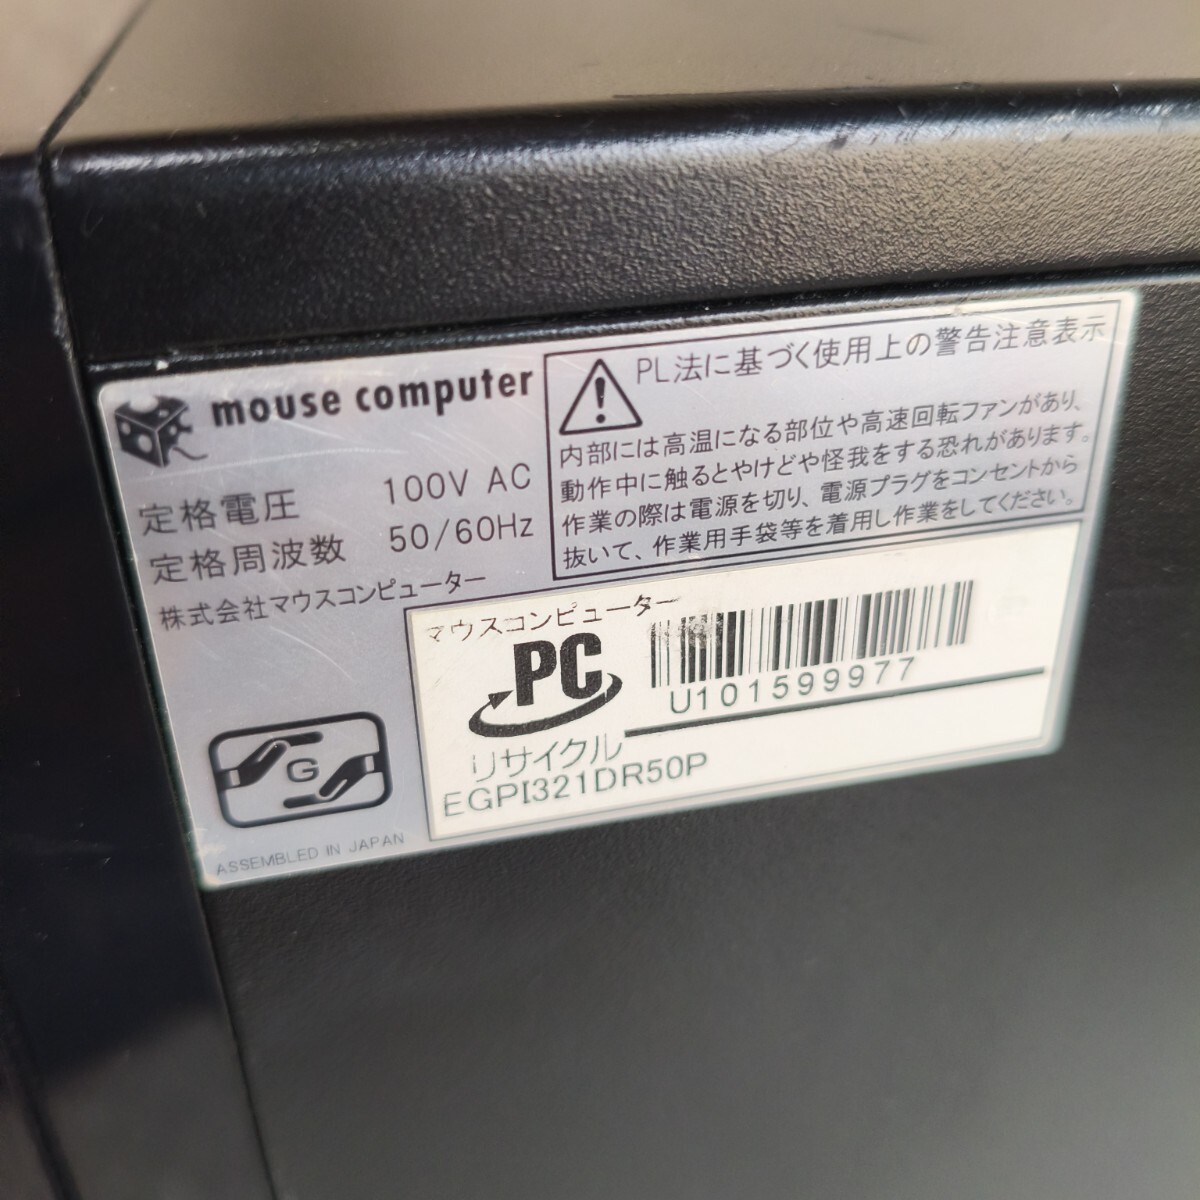 mouse computer
定格電圧 100V AC
定格周波数 50/60Hz
株式会社マウスコンピューター
PL法に基づく使用上の警告注意表示
内部には高温になる部位や高速回転ファンがあり、
動作中に触るとやけどや怪我をする恐れがあります。
作業の際は電源を切り、電源プラグをコンセントから
抜いて、作業用手袋等を着用し作業をしてください。
マウスコンピューター
PC
リサイクル
U101599977
EGPI321DR50P
G
ASSEMBLED IN JAPAN